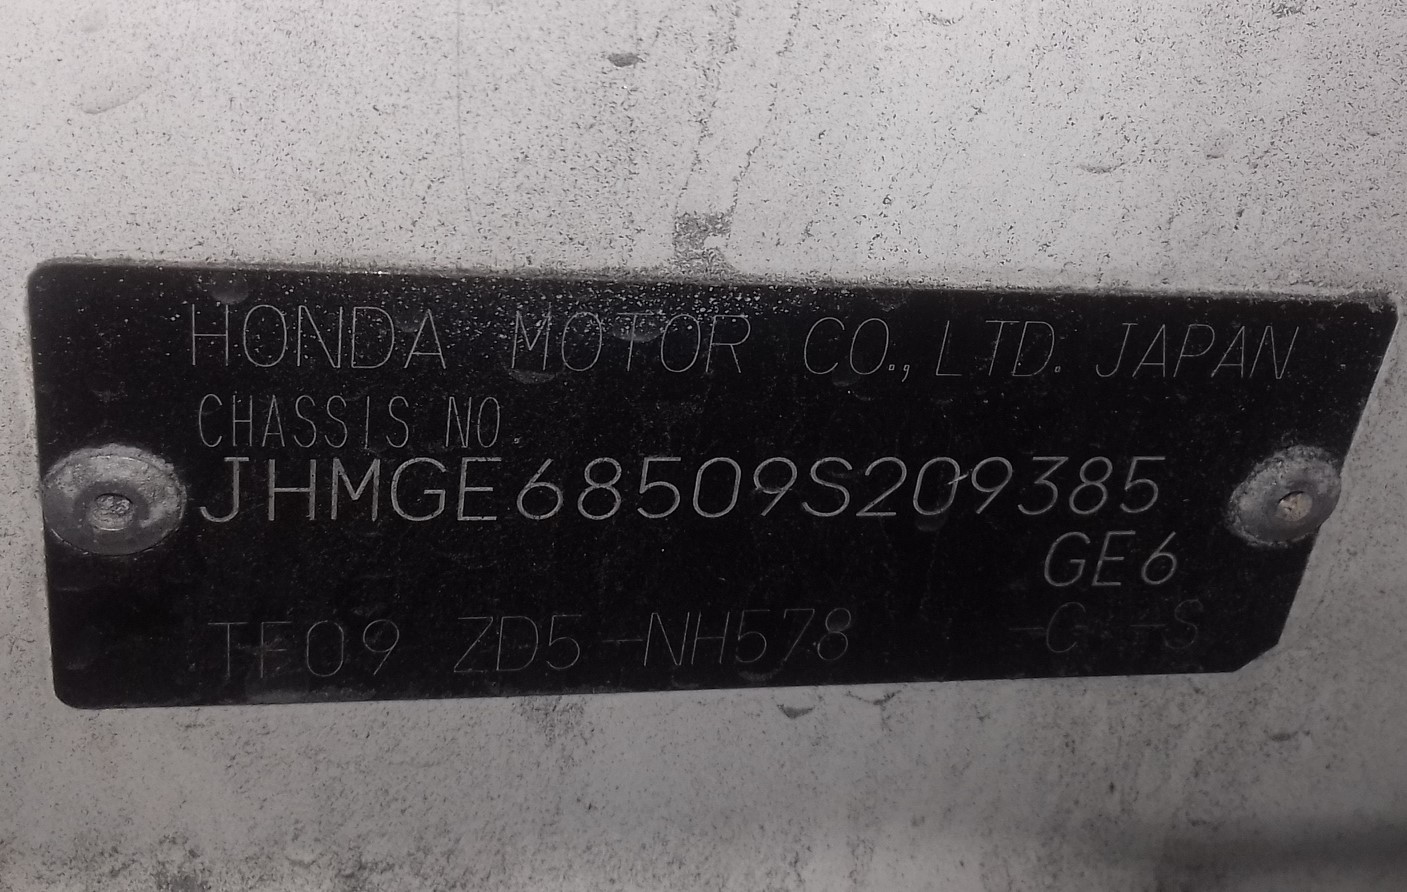 HONDA MOTOR CO., LTD. JAPAN
CHASSIS NO.
JHMGE68509S209385
GE6
TF09 ZD5-NH578 -C -S